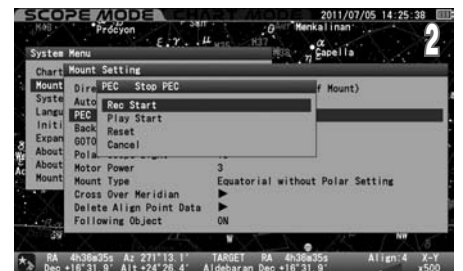 SCOPE MODE CHART MODE 2011/07/05 14:25:38
2
Procyon Menkalinan
Capella
System Menu
Chart Mount Setting
Mount Dire PEC Stop PEC f Mount)
Syste Auto Rec Start
Langu PEC Play Start
Initi Back Reset
Expan GOTO Cancel
About
About Motor Power 3
Mount Mount Type Equatorial without Polar Setting
Cross Over Meridian ▶
Delete Align Point Data ▶
Following Object ON
W NW
RA 4h36m35s Az 271°13.1' TARGET RA 4h36m35s Align:4 X-Y
Dec +16°31.9' Alt +24°26.4' Aldebaran Dec +16°31.9' x500